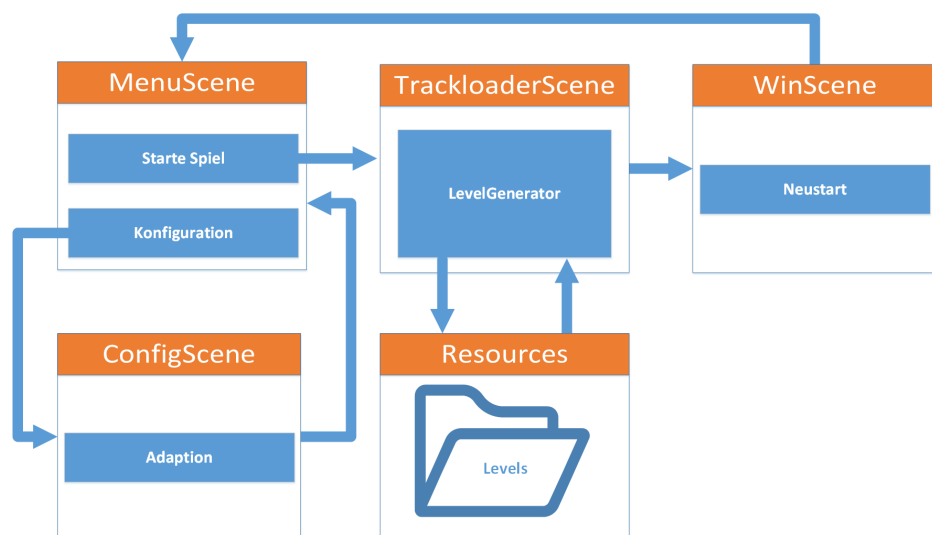 MenuScene
Starte Spiel
Konfiguration
TrackloaderScene
LevelGenerator
WinScene
Neustart
ConfigScene
Adaption
Resources
Levels